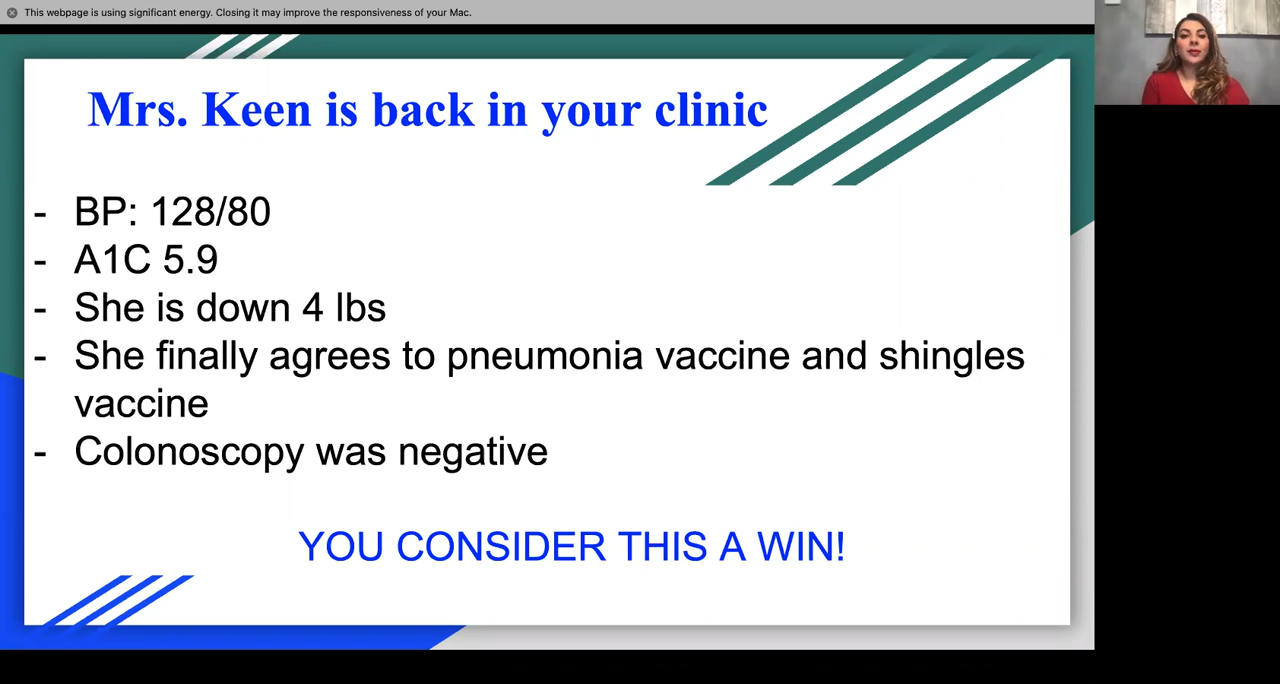 This webpage is using significant energy. Closing it may improve the responsiveness of your Mac.
Mrs. Keen is back in your clinic
- BP: 128/80
- A1C 5.9
- She is down 4 lbs
- She finally agrees to pneumonia vaccine and shingles
vaccine
- Colonoscopy was negative
YOU CONSIDER THIS A WIN!